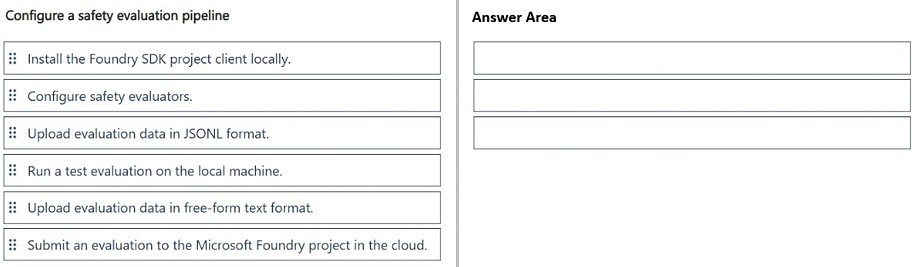 Configure a safety evaluation pipeline
Answer Area
Install the Foundry SDK project client locally.
Configure safety evaluators.
Upload evaluation data in JSONL format.
Run a test evaluation on the local machine.
Upload evaluation data in free-form text format.
Submit an evaluation to the Microsoft Foundry project in the cloud.